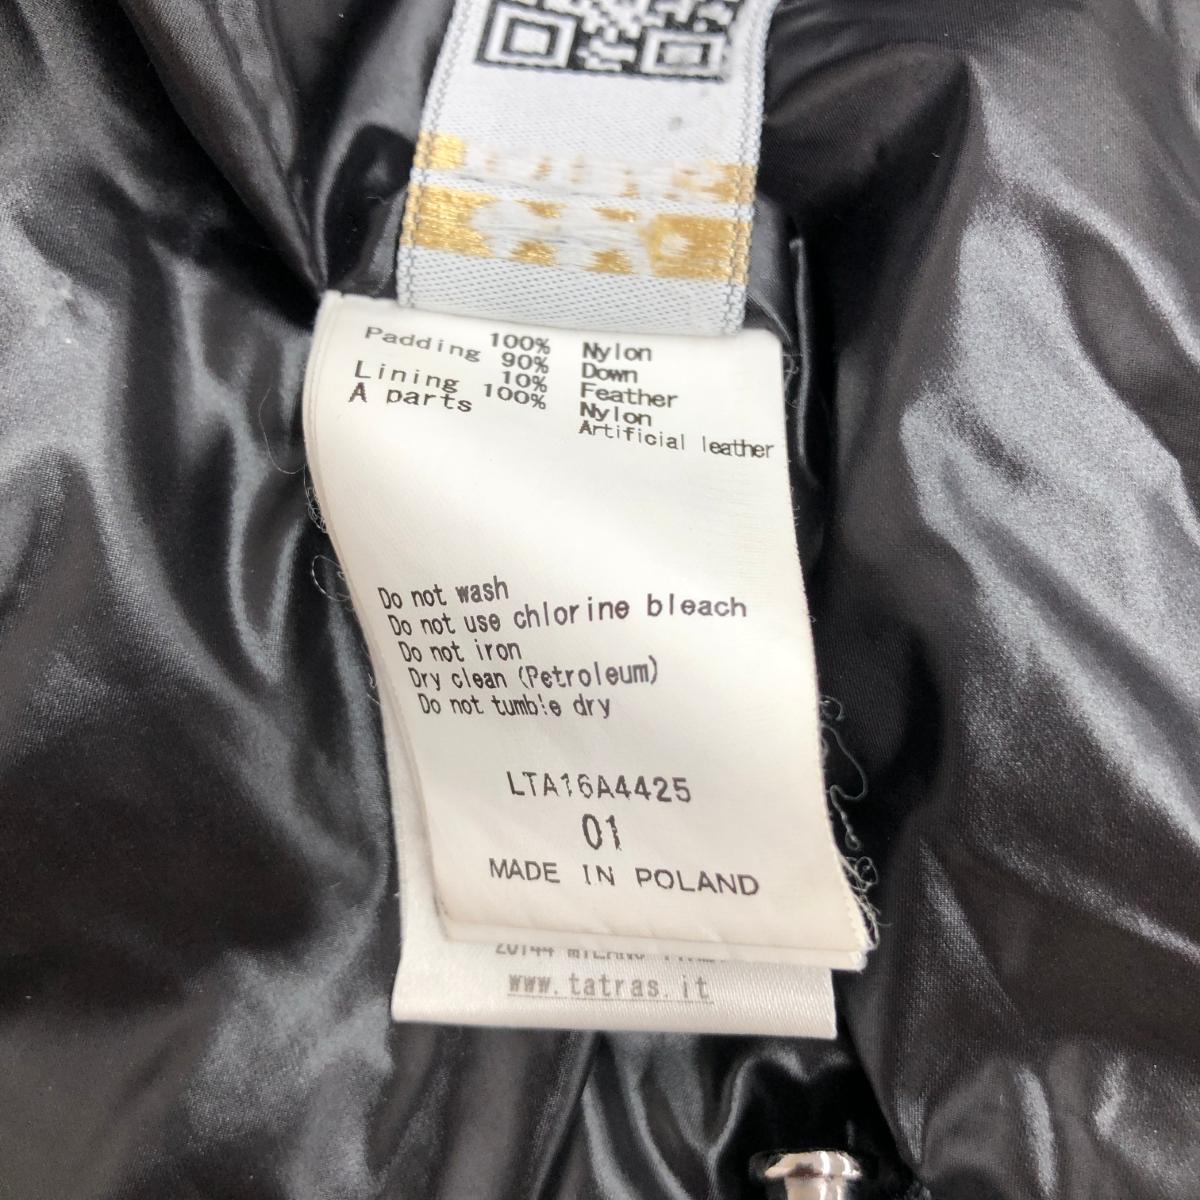 100% Nylon
Padding 90% Down
10% Feather
Lining 100% Nylon
A parts Artificial leather
Do not wash
Do not use chlorine bleach
Do not iron
Dry clean (Petroleum)
Do not tumble dry
LTA16A4425
01
MADE IN POLAND
20144 MILANO
www.tatras.it